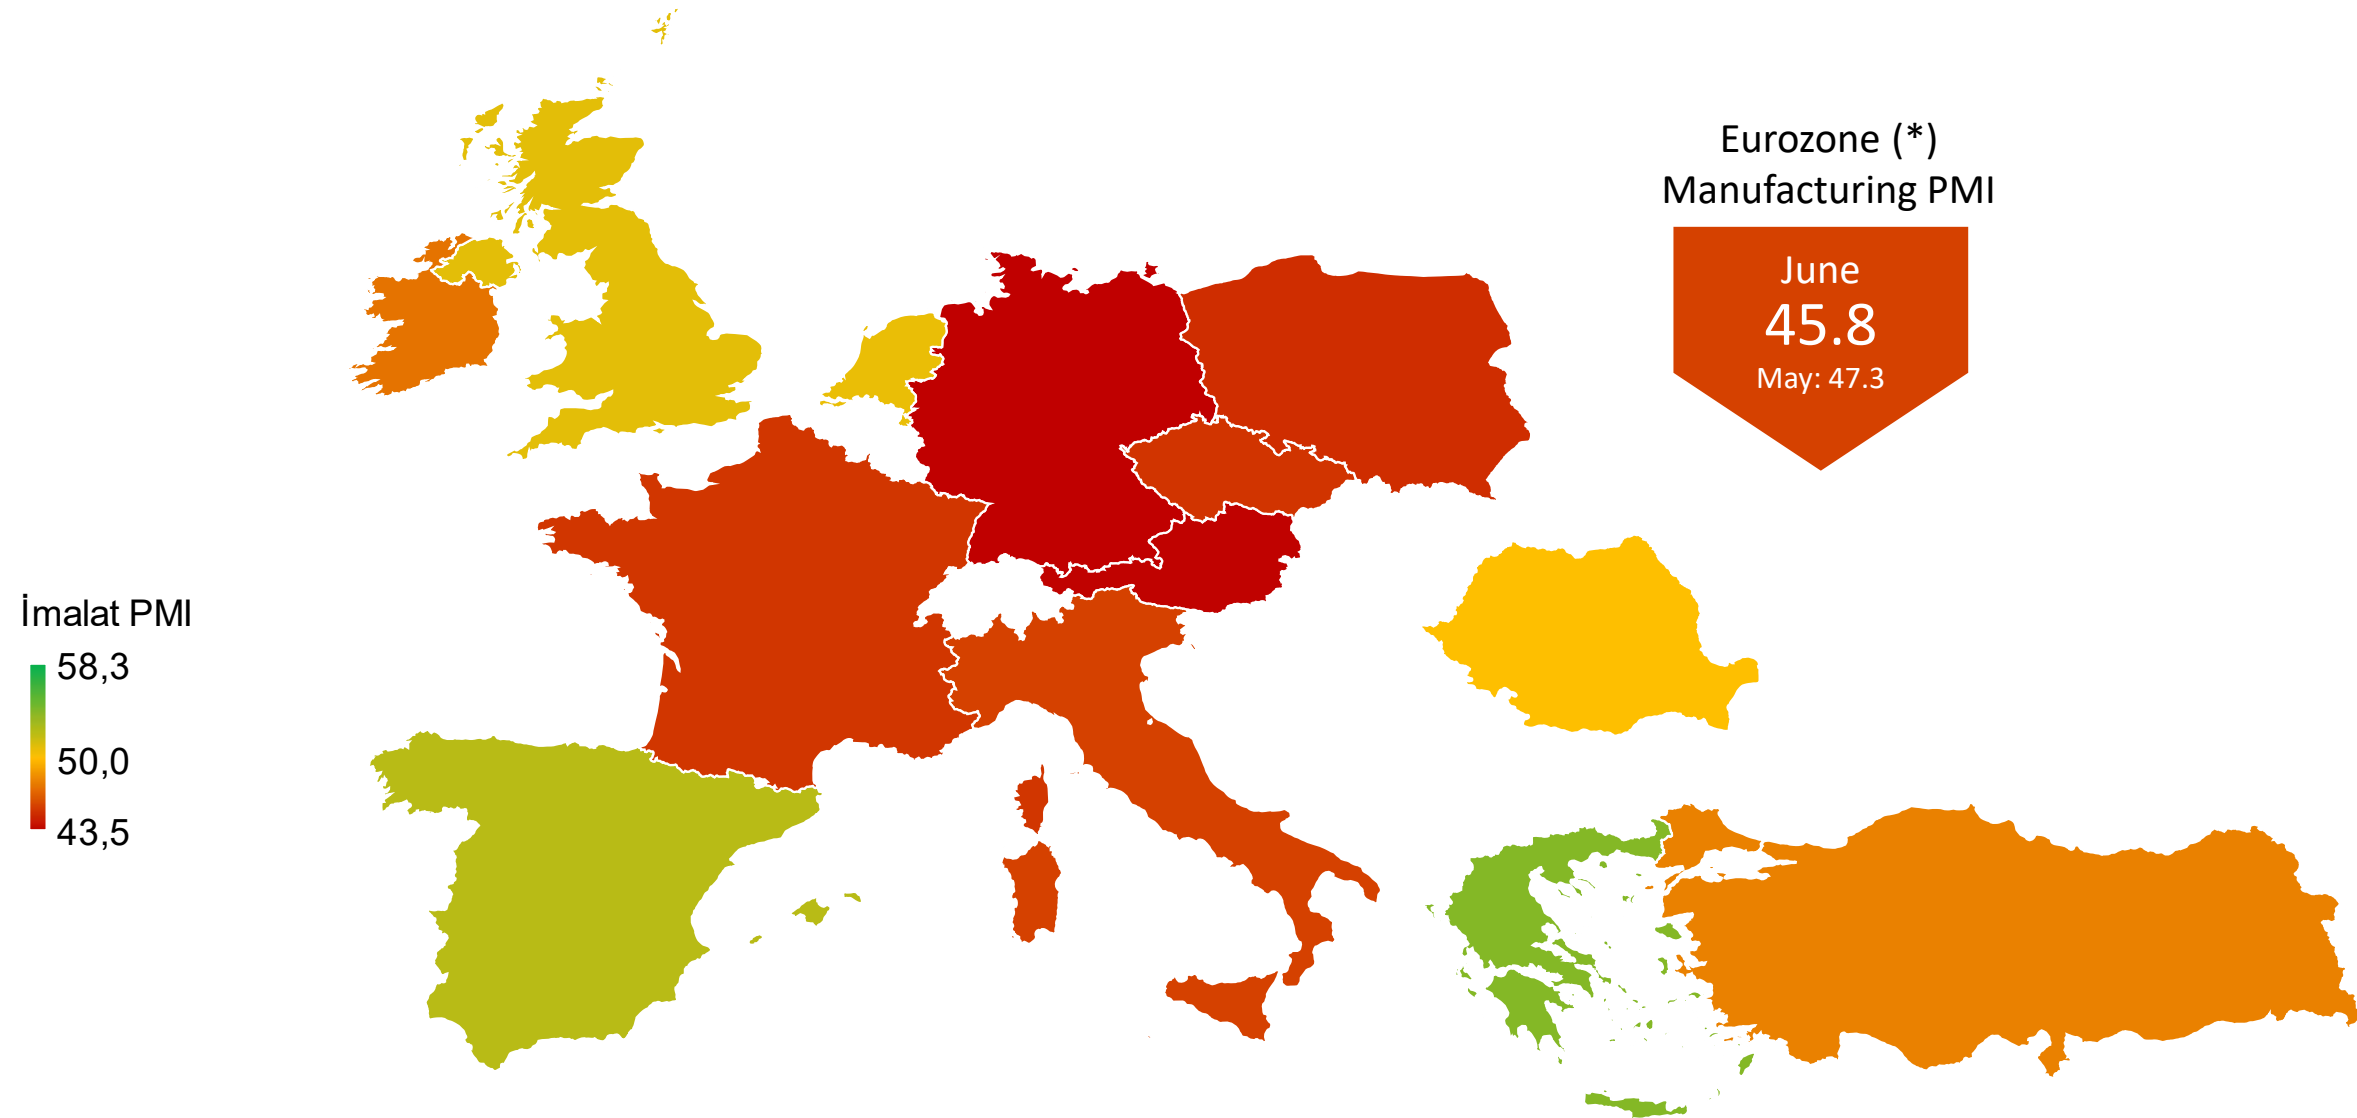 Eurozone (*)
Manufacturing PMI
June
45.8
May: 47.3
İmalat PMI
58,3
50,0
43,5